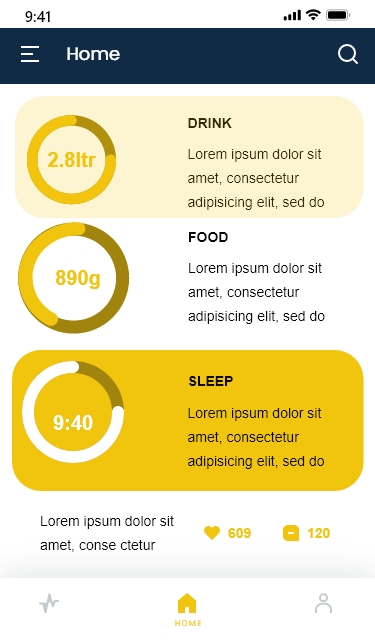 9:41
Home
2.8ltr
DRINK
Lorem ipsum dolor sit
amet, consectetur
adipisicing elit, sed do
890g
FOOD
Lorem ipsum dolor sit
amet, consectetur
adipisicing elit, sed do
9:40
SLEEP
Lorem ipsum dolor sit
amet, consectetur
adipisicing elit, sed do
Lorem ipsum dolor sit
amet, conse ctetur
609
120
HOME